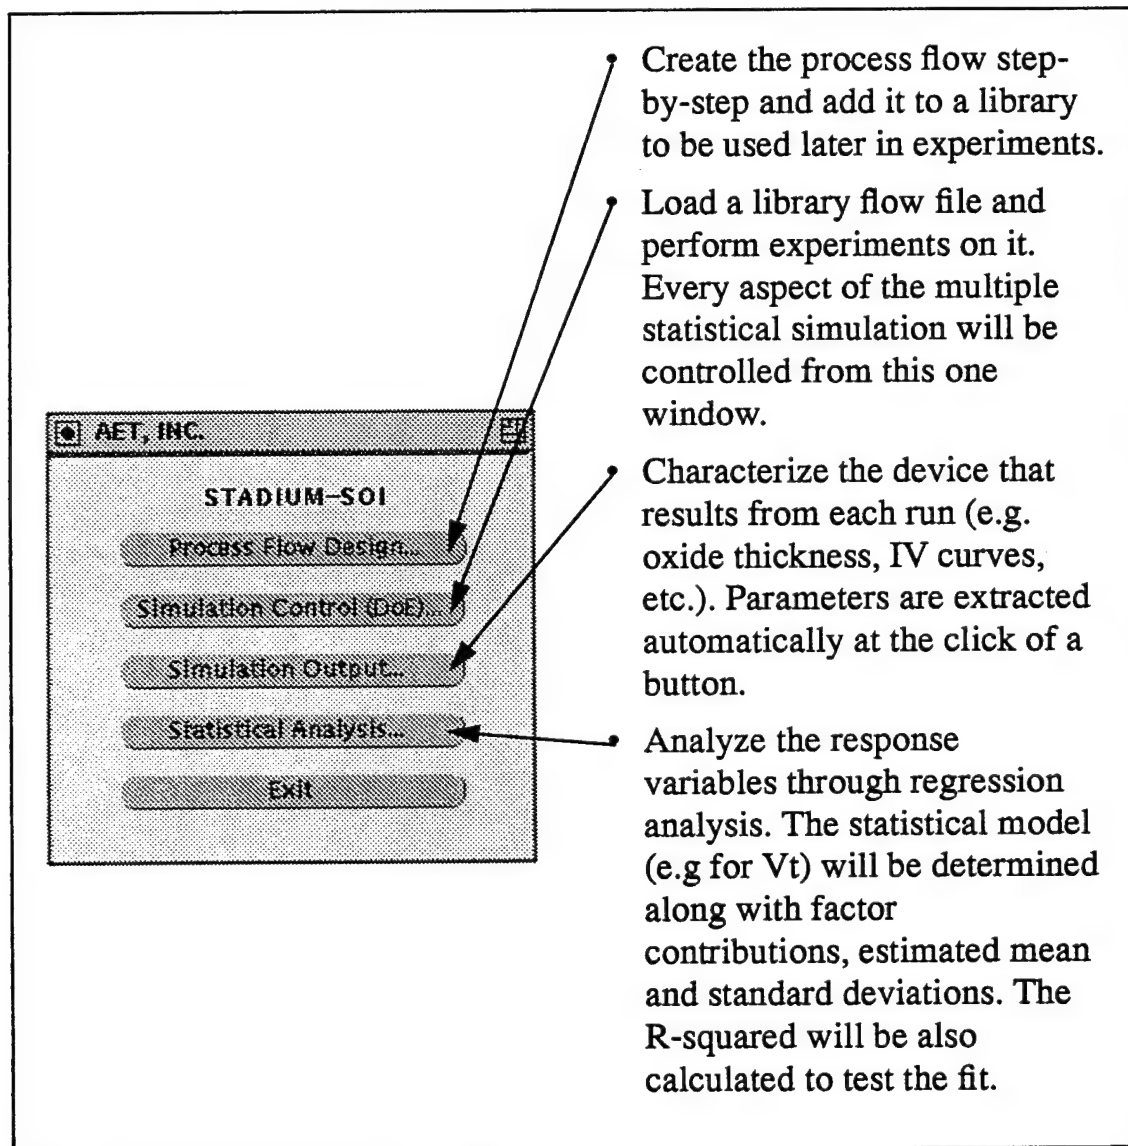 • Create the process flow step-
by-step and add it to a library
to be used later in experiments.
• Load a library flow file and
perform experiments on it.
Every aspect of the multiple
statistical simulation will be
controlled from this one
window.
• Characterize the device that
results from each run (e.g.
oxide thickness, IV curves,
etc.). Parameters are extracted
automatically at the click of a
button.
• Analyze the response
variables through regression
analysis. The statistical model
(e.g for Vt) will be determined
along with factor
contributions, estimated mean
and standard deviations. The
R-squared will be also
calculated to test the fit.
AET, INC.
STADIUM-SOI
Process Flow Design...
Simulation Control (DoE)...
Simulation Output...
Statistical Analysis...
Exit